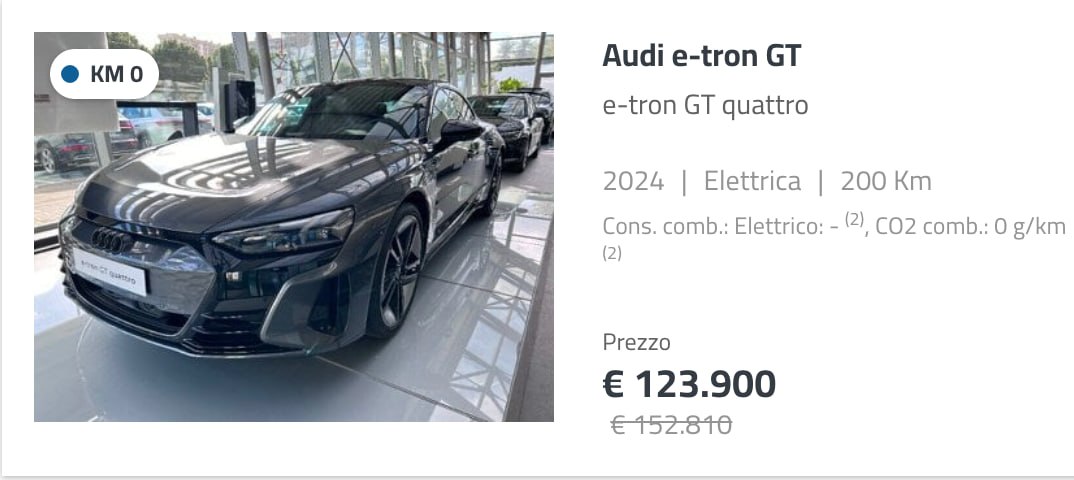 KM 0
e-tron GT quattro
Audi e-tron GT
e-tron GT quattro
2024 | Elettrica | 200 Km
Cons. comb.: Elettrico: - (2), CO2 comb.: 0 g/km
(2)
Prezzo
€ 123.900
€ 152.810